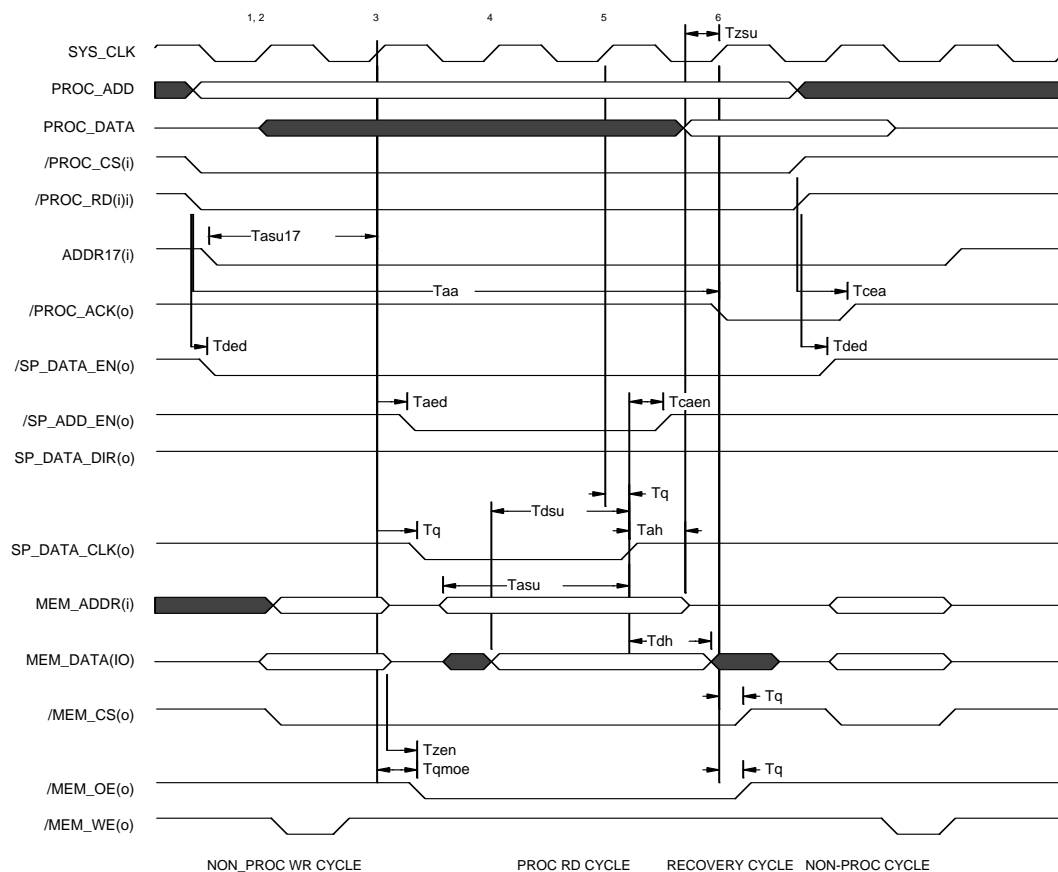 1, 2 3 4 5 6
Tzsu
SYS_CLK
PROC_ADD
PROC_DATA
/PROC_CS(i)
/PROC_RD(i)i)
Tasu17
ADDR17(i)
Taa
Tcea
/PROC_ACK(o)
Tded Tded
/SP_DATA_EN(o)
Taed Tcaen
/SP_ADD_EN(o)
SP_DATA_DIR(o)
Tq
Tdsu
Tq Tah
SP_DATA_CLK(o)
Tasu
MEM_ADDR(i)
Tdh
MEM_DATA(IO)
Tq
/MEM_CS(o)
Tzen
Tqmoe Tq
/MEM_OE(o)
/MEM_WE(o)
NON_PROC WR CYCLE PROC RD CYCLE RECOVERY CYCLE NON-PROC CYCLE